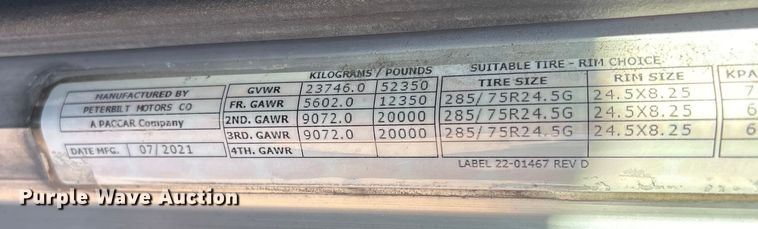 KILOGRAMS / POUNDS SUITABLE TIRE - RIM CHOICE
MANUFACTURED BY GVWR 23746.0 52350 TIRE SIZE RIM SIZE KPA
PETERBILT MOTORS CO FR. GAWR 5602.0 12350 285/75R24.5G 24.5X8.25 7
A PACCAR Company 2ND. GAWR 9072.0 20000 285/75R24.5G 24.5X8.25 6
3RD. GAWR 9072.0 20000 285/75R24.5G 24.5X8.25 6
DATE MFG. 07/2021 4TH. GAWR
LABEL 22-01467 REV D
Purple Wave Auction